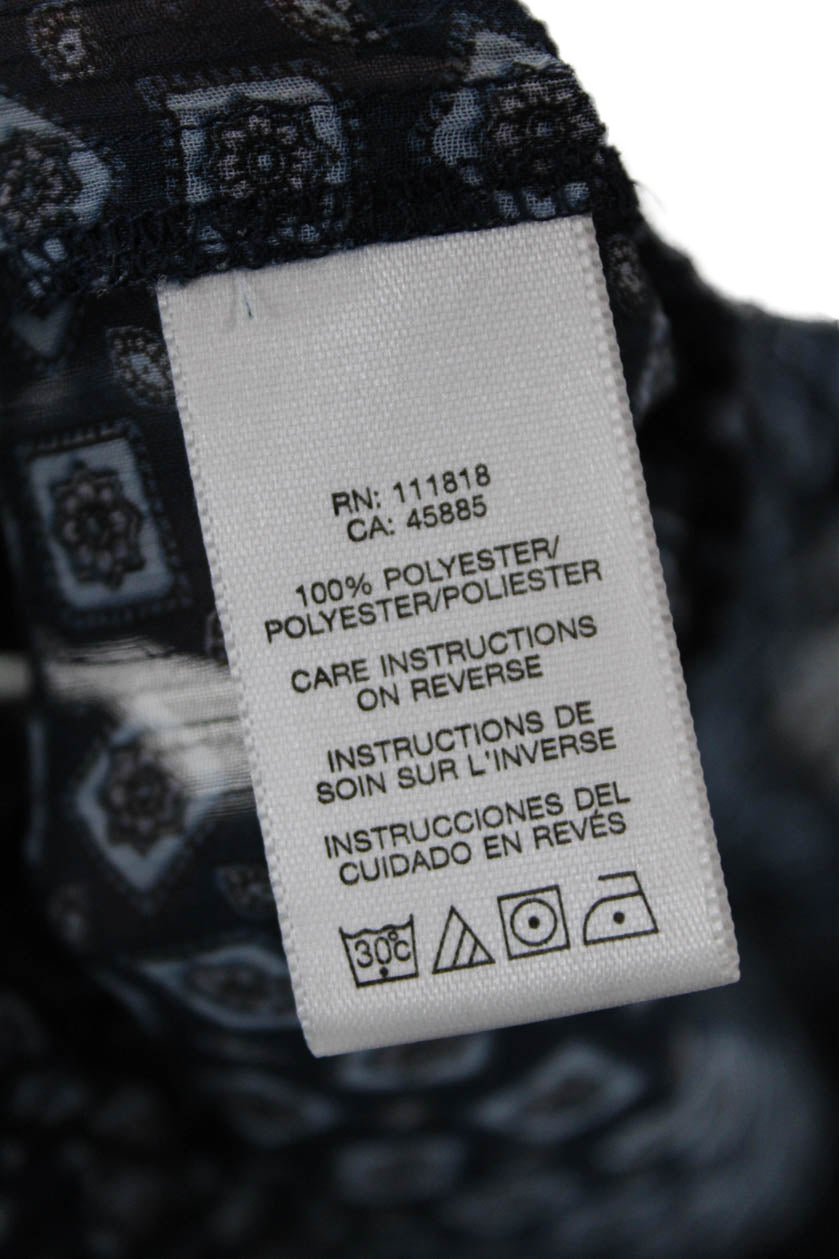 RN: 111818
CA: 45885
100% POLYESTER/
POLYESTER/POLIESTER
CARE INSTRUCTIONS
ON REVERSE
INSTRUCTIONS DE
SOIN SUR L'INVERSE
INSTRUCCIONES DEL
CUIDADO EN REVÉS
30°C